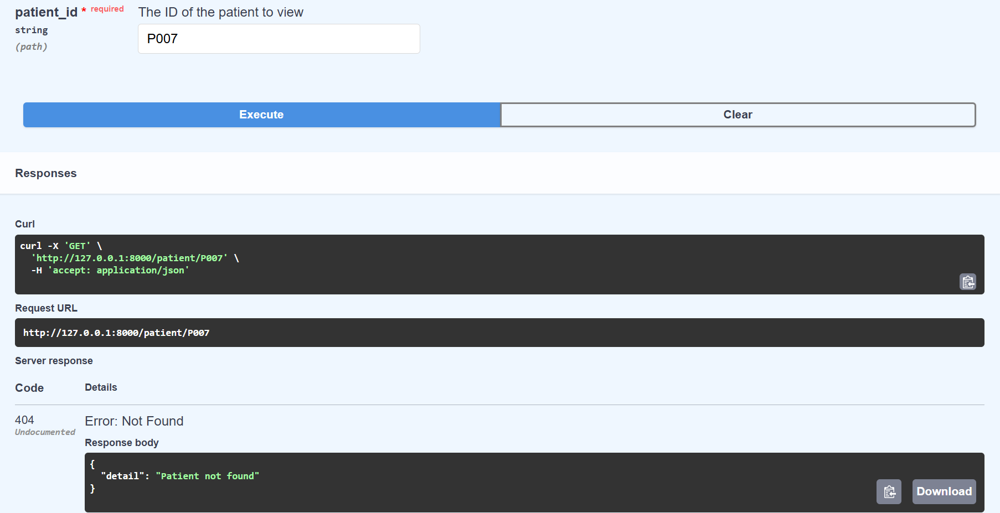 patient_id * required
The ID of the patient to view
string
(path)
P007
Execute
Clear
Responses
Curl
curl -X 'GET' \
  'http://127.0.0.1:8000/patient/P007' \
  -H 'accept: application/json'
Request URL
http://127.0.0.1:8000/patient/P007
Server response
Code
Details
404
Undocumented
Error: Not Found
Response body
{
  "detail": "Patient not found"
}
Download